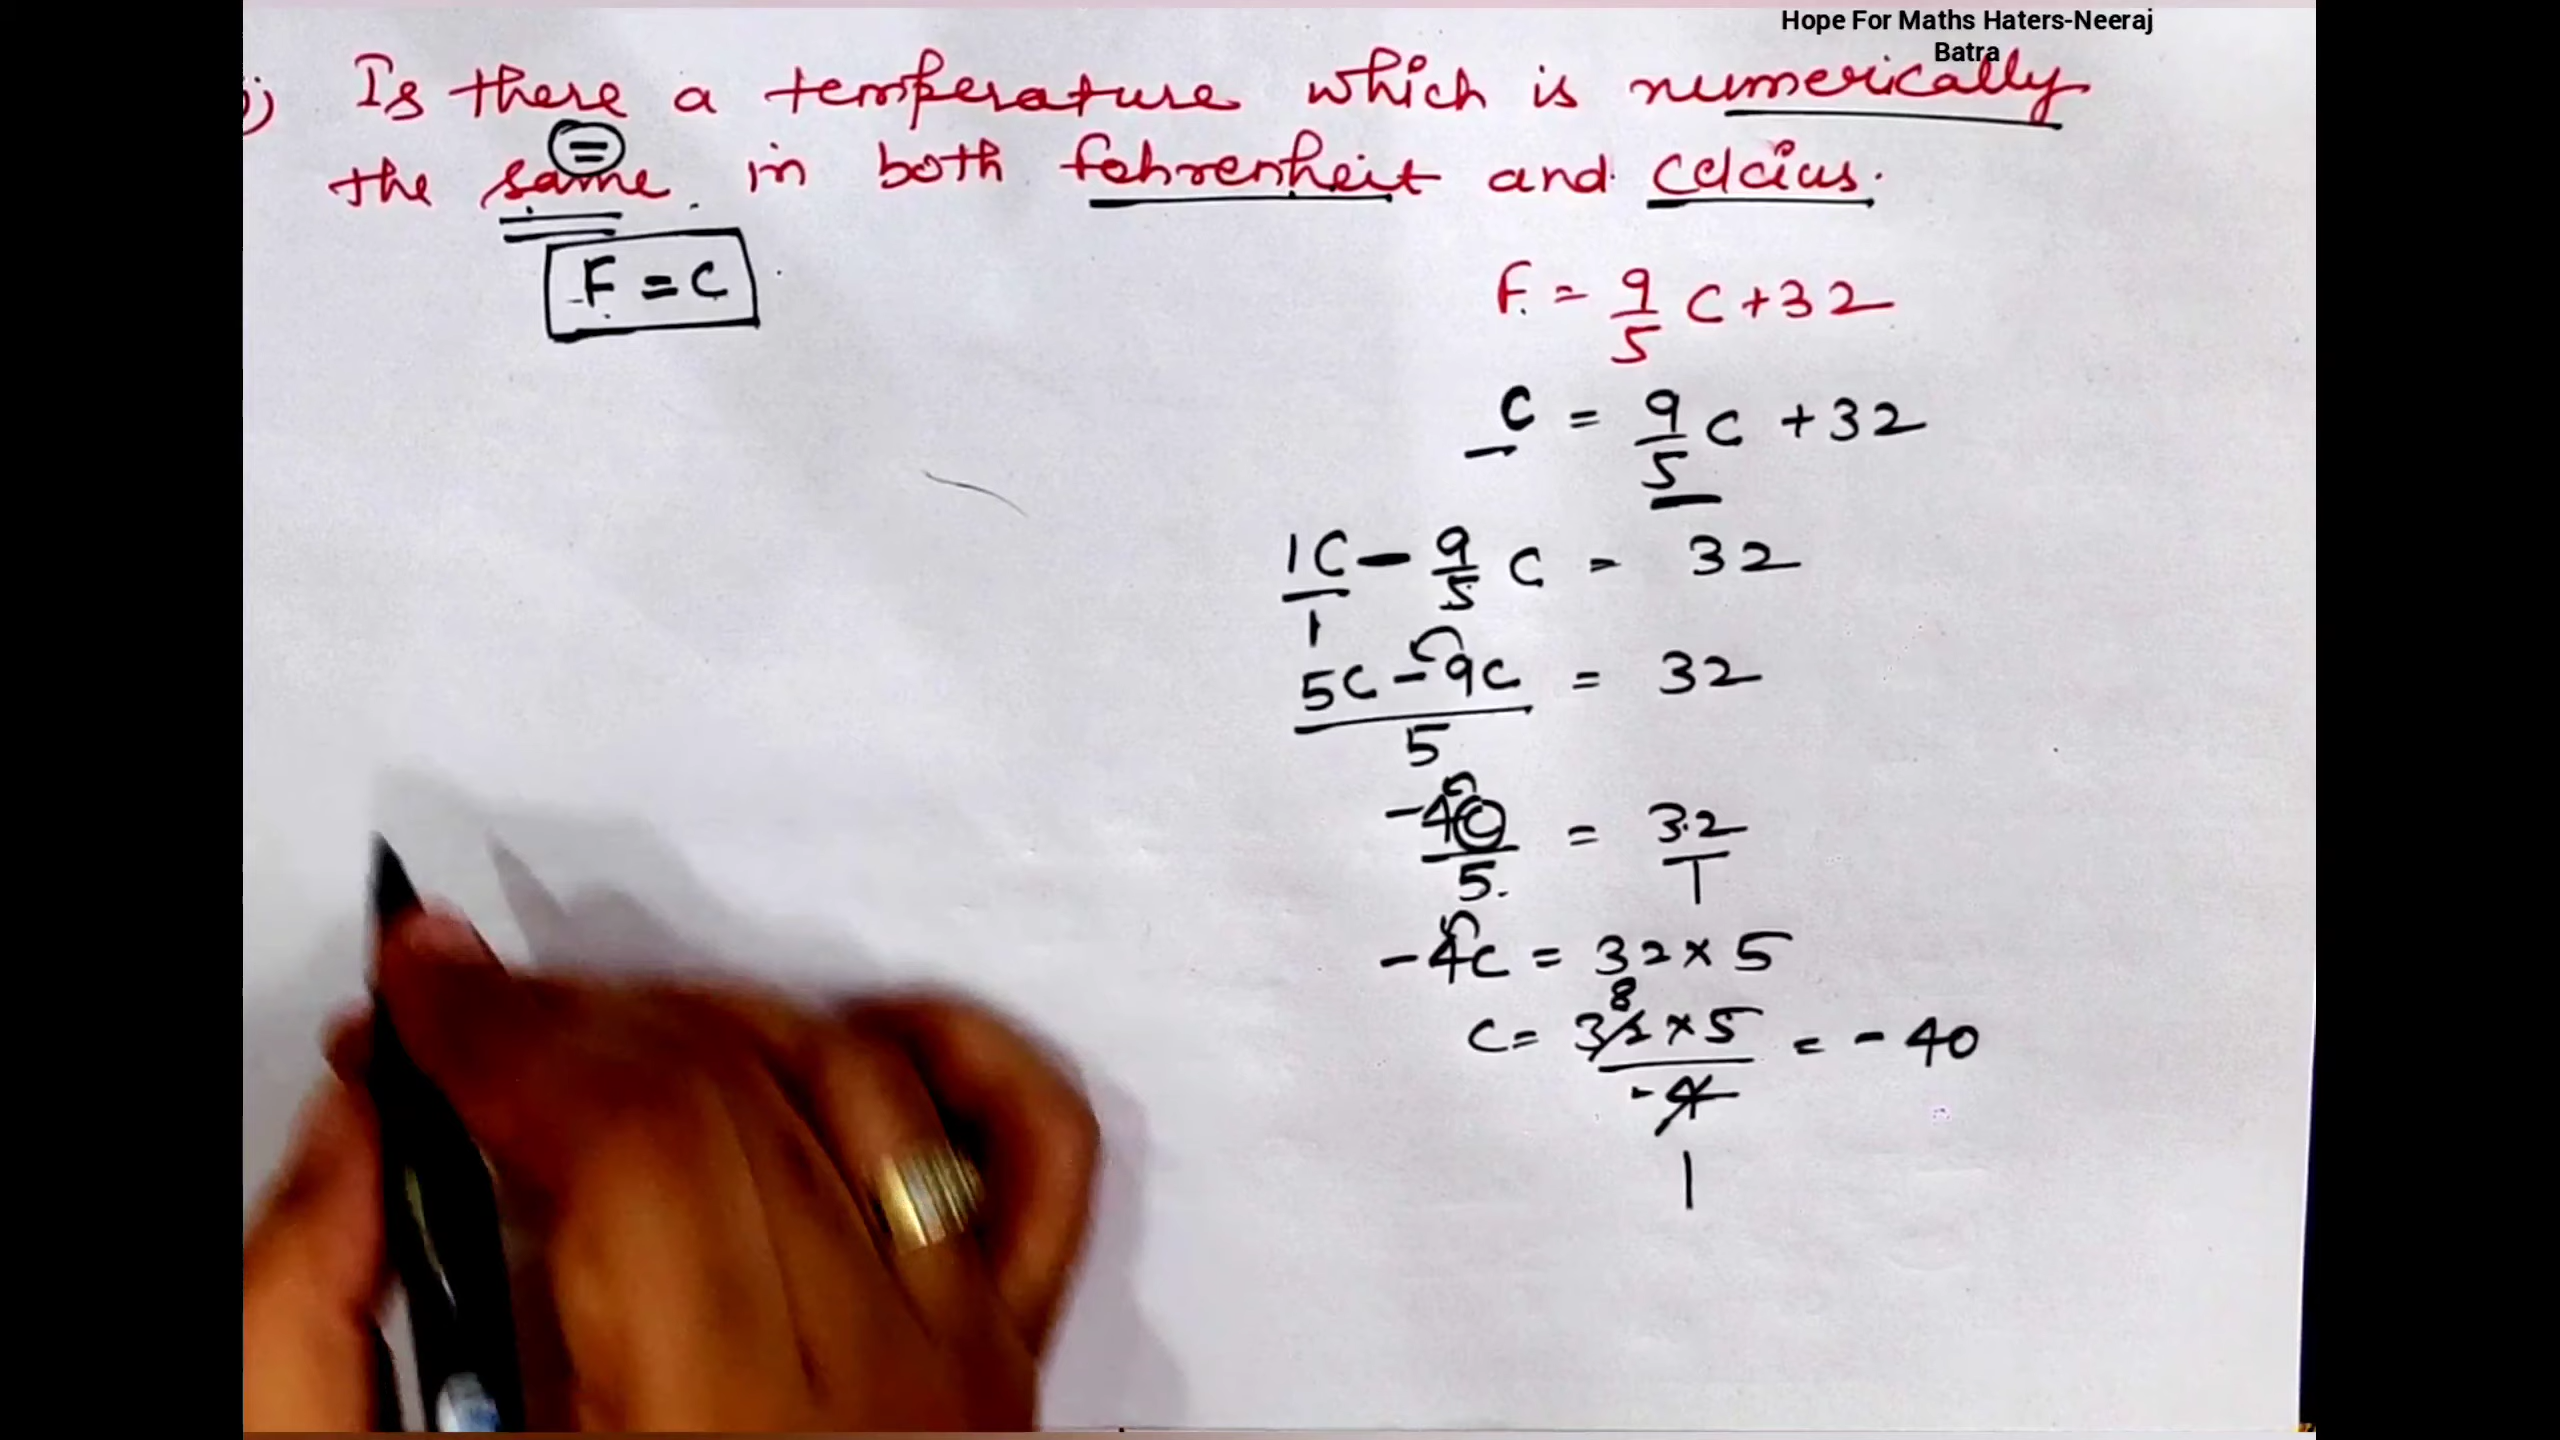 Hope For Maths Haters-Neeraj
Batra
Is there a temperature which is numerically
the same in both fahrenheit and Celcius.
=
F = C
F = 9/5 C + 32
C = 9/5 C + 32
1C/1 - 9/5 C = 32
5C - 9C / 5 = 32
-4C/5 = 32/1
-4C = 32 × 5
8
C = 32 × 5 / -4 = -40
1